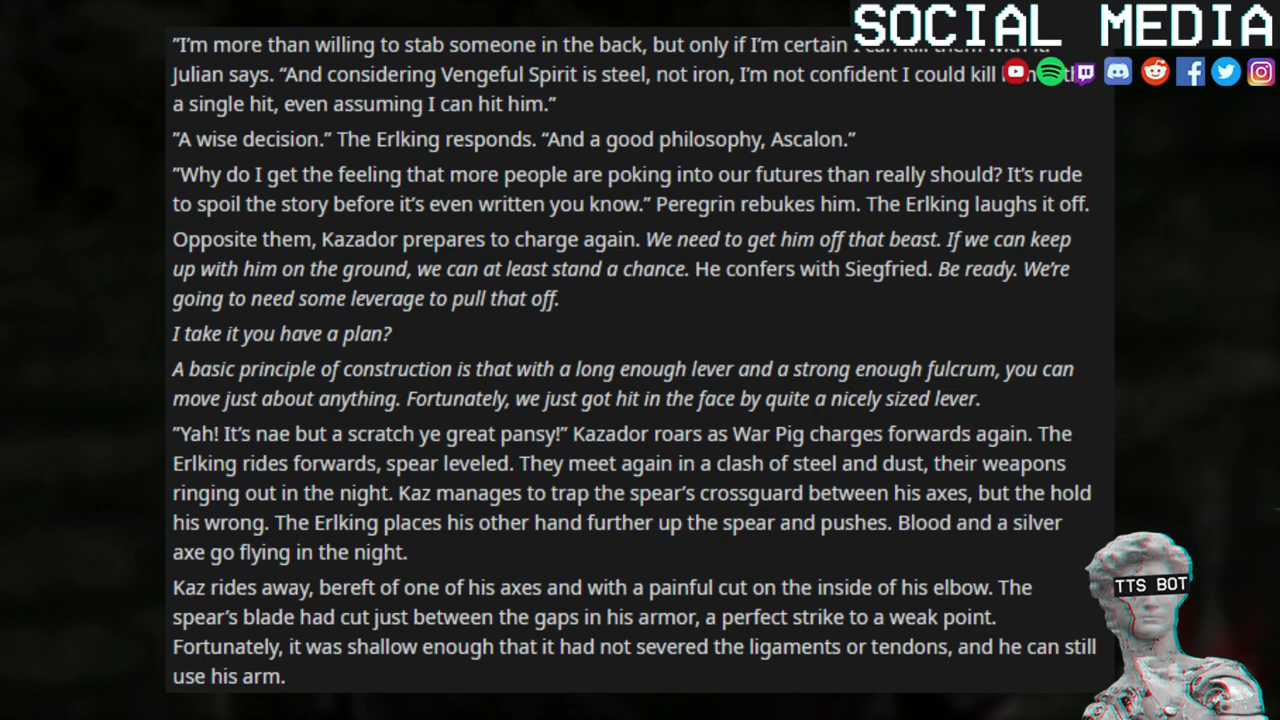 SOCIAL MEDIA
"I'm more than willing to stab someone in the back, but only if I'm certain I can kill them with
Julian says. "And considering Vengeful Spirit is steel, not iron, I'm not confident I could kill
a single hit, even assuming I can hit him."
"A wise decision." The Erlking responds. "And a good philosophy, Ascalon."
"Why do I get the feeling that more people are poking into our futures than really should? It's rude
to spoil the story before it's even written you know." Peregrin rebukes him. The Erlking laughs it off.
Opposite them, Kazador prepares to charge again. We need to get him off that beast. If we can keep
up with him on the ground, we can at least stand a chance. He confers with Siegfried. Be ready. We're
going to need some leverage to pull that off.
I take it you have a plan?
A basic principle of construction is that with a long enough lever and a strong enough fulcrum, you can
move just about anything. Fortunately, we just got hit in the face by quite a nicely sized lever.
"Yah! It's nae but a scratch ye great pansy!" Kazador roars as War Pig charges forwards again. The
Erlking rides forwards, spear leveled. They meet again in a clash of steel and dust, their weapons
ringing out in the night. Kaz manages to trap the spear's crossguard between his axes, but the hold
his wrong. The Erlking places his other hand further up the spear and pushes. Blood and a silver
axe go flying in the night.
Kaz rides away, bereft of one of his axes and with a painful cut on the inside of his elbow. The
spear's blade had cut just between the gaps in his armor, a perfect strike to a weak point.
Fortunately, it was shallow enough that it had not severed the ligaments or tendons, and he can still
use his arm.
TTS BOT